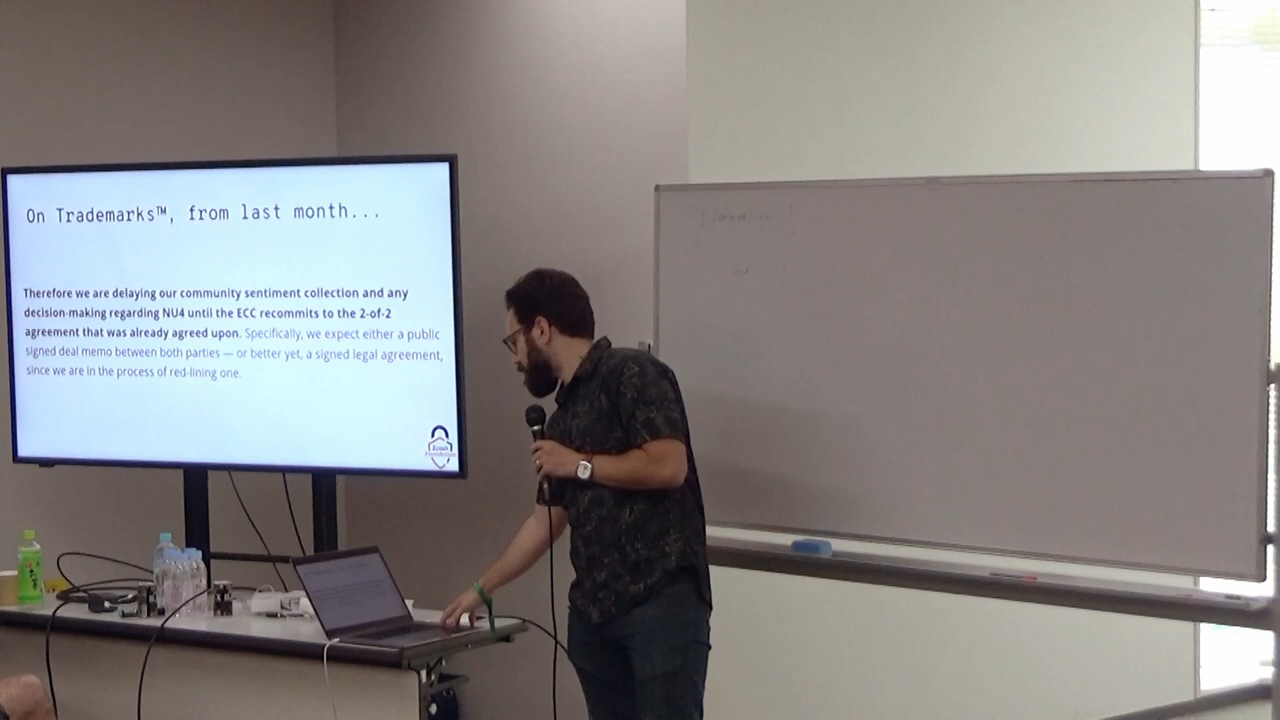 On Trademarks™, from last month...
Therefore we are delaying our community sentiment collection and any
decision-making regarding NU4 until the ECC recommits to the 2-of-2
agreement that was already agreed upon. Specifically, we expect either a public
signed deal memo between both parties — or better yet, a signed legal agreement,
since we are in the process of red-lining one.
Zcash
Foundation